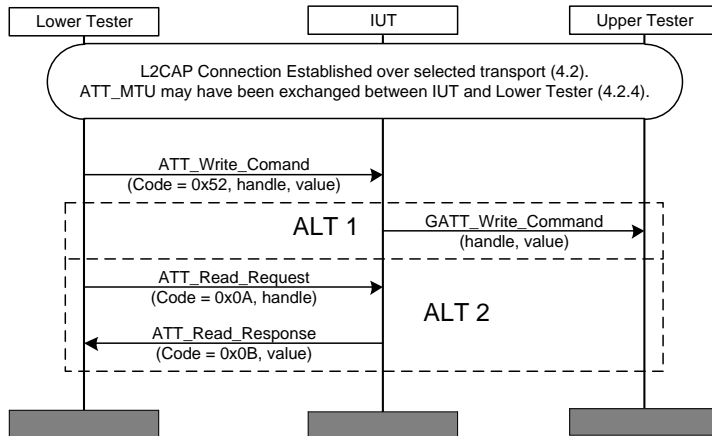 Lower Tester
IUT
Upper Tester
L2CAP Connection Established over selected transport (4.2).
ATT_MTU may have been exchanged between IUT and Lower Tester (4.2.4).
ATT_Write_Comand
(Code = 0x52, handle, value)
ALT 1
GATT_Write_Command
(handle, value)
ATT_Read_Request
(Code = 0x0A, handle)
ALT 2
ATT_Read_Response
(Code = 0x0B, value)